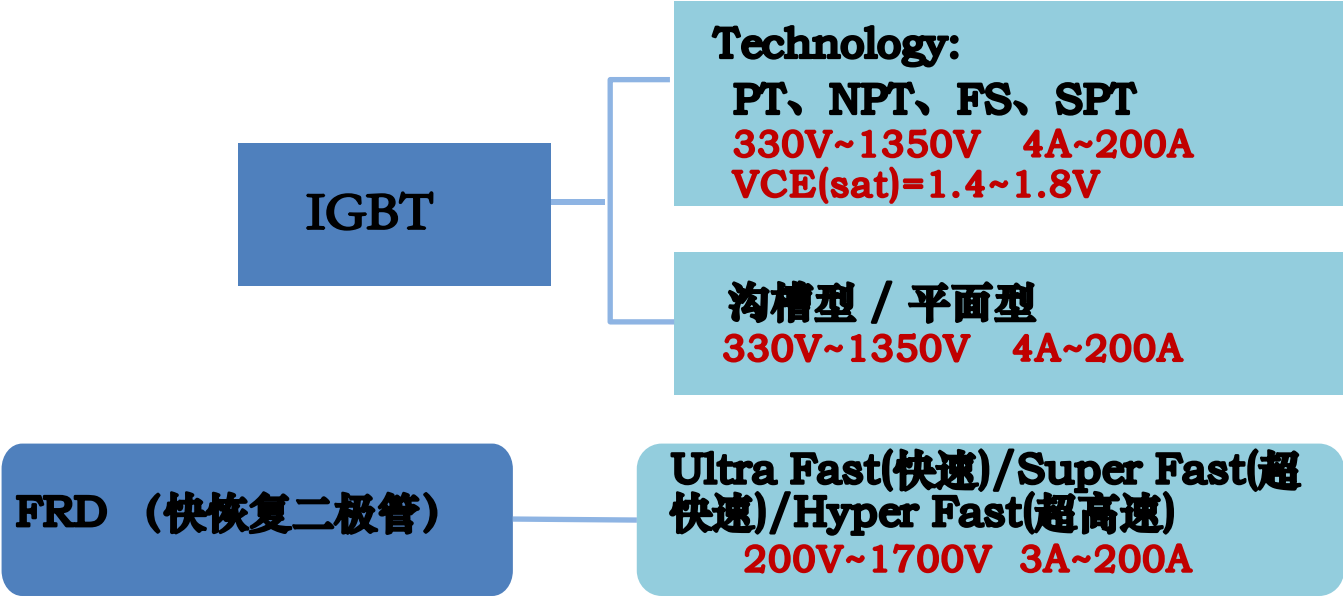 Technology:
PT、NPT、FS、SPT
330V~1350V 4A~200A
VCE(sat)=1.4~1.8V
IGBT
沟槽型 / 平面型
330V~1350V 4A~200A
FRD （快恢复二极管）
Ultra Fast(快速)/Super Fast(超
快速)/Hyper Fast(超高速)
200V~1700V 3A~200A